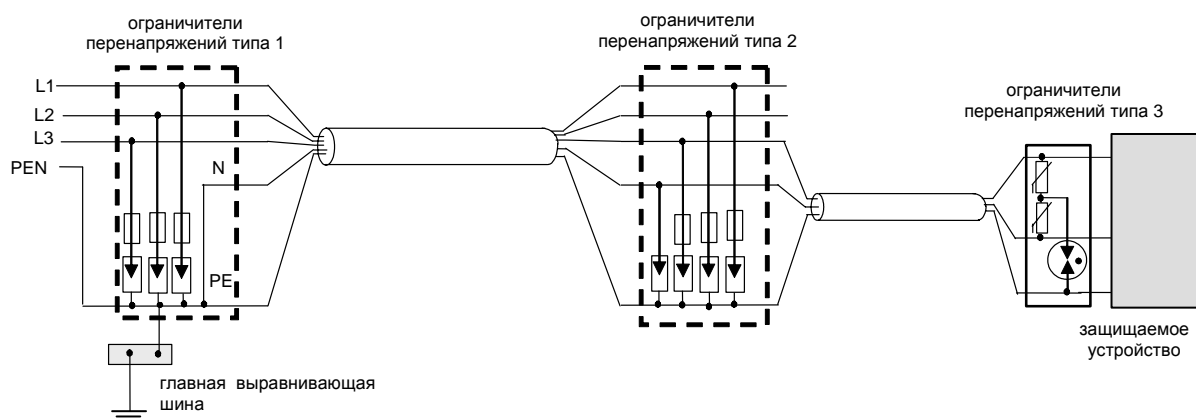 ограничители
перенапряжений типа 1
ограничители
перенапряжений типа 2
ограничители
перенапряжений типа 3
L1
L2
L3
PEN
N
PE
защищаемое
устройство
главная выравнивающая
шина